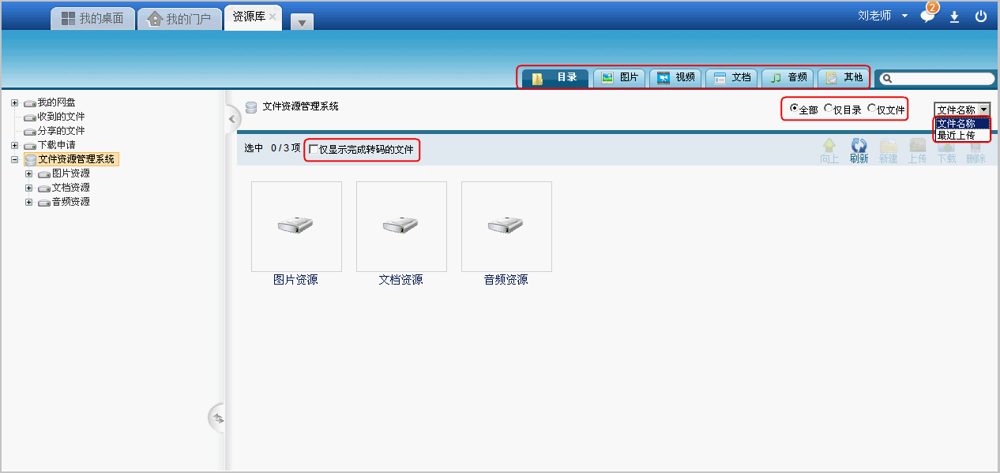 我的桌面 我的门户 资源库 刘老师 2
目录 图片 视频 文档 音频 其他
我的网盘
收到的文件
分享的文件
下载申请
文件资源管理系统
图片资源
文档资源
音频资源
文件资源管理系统 全部 仅目录 仅文件 文件名称
文件名称
最近上传
选中 0/3项 仅显示完成转码的文件
向上 刷新 新建 上传 下载 删除
图片资源 文档资源 音频资源